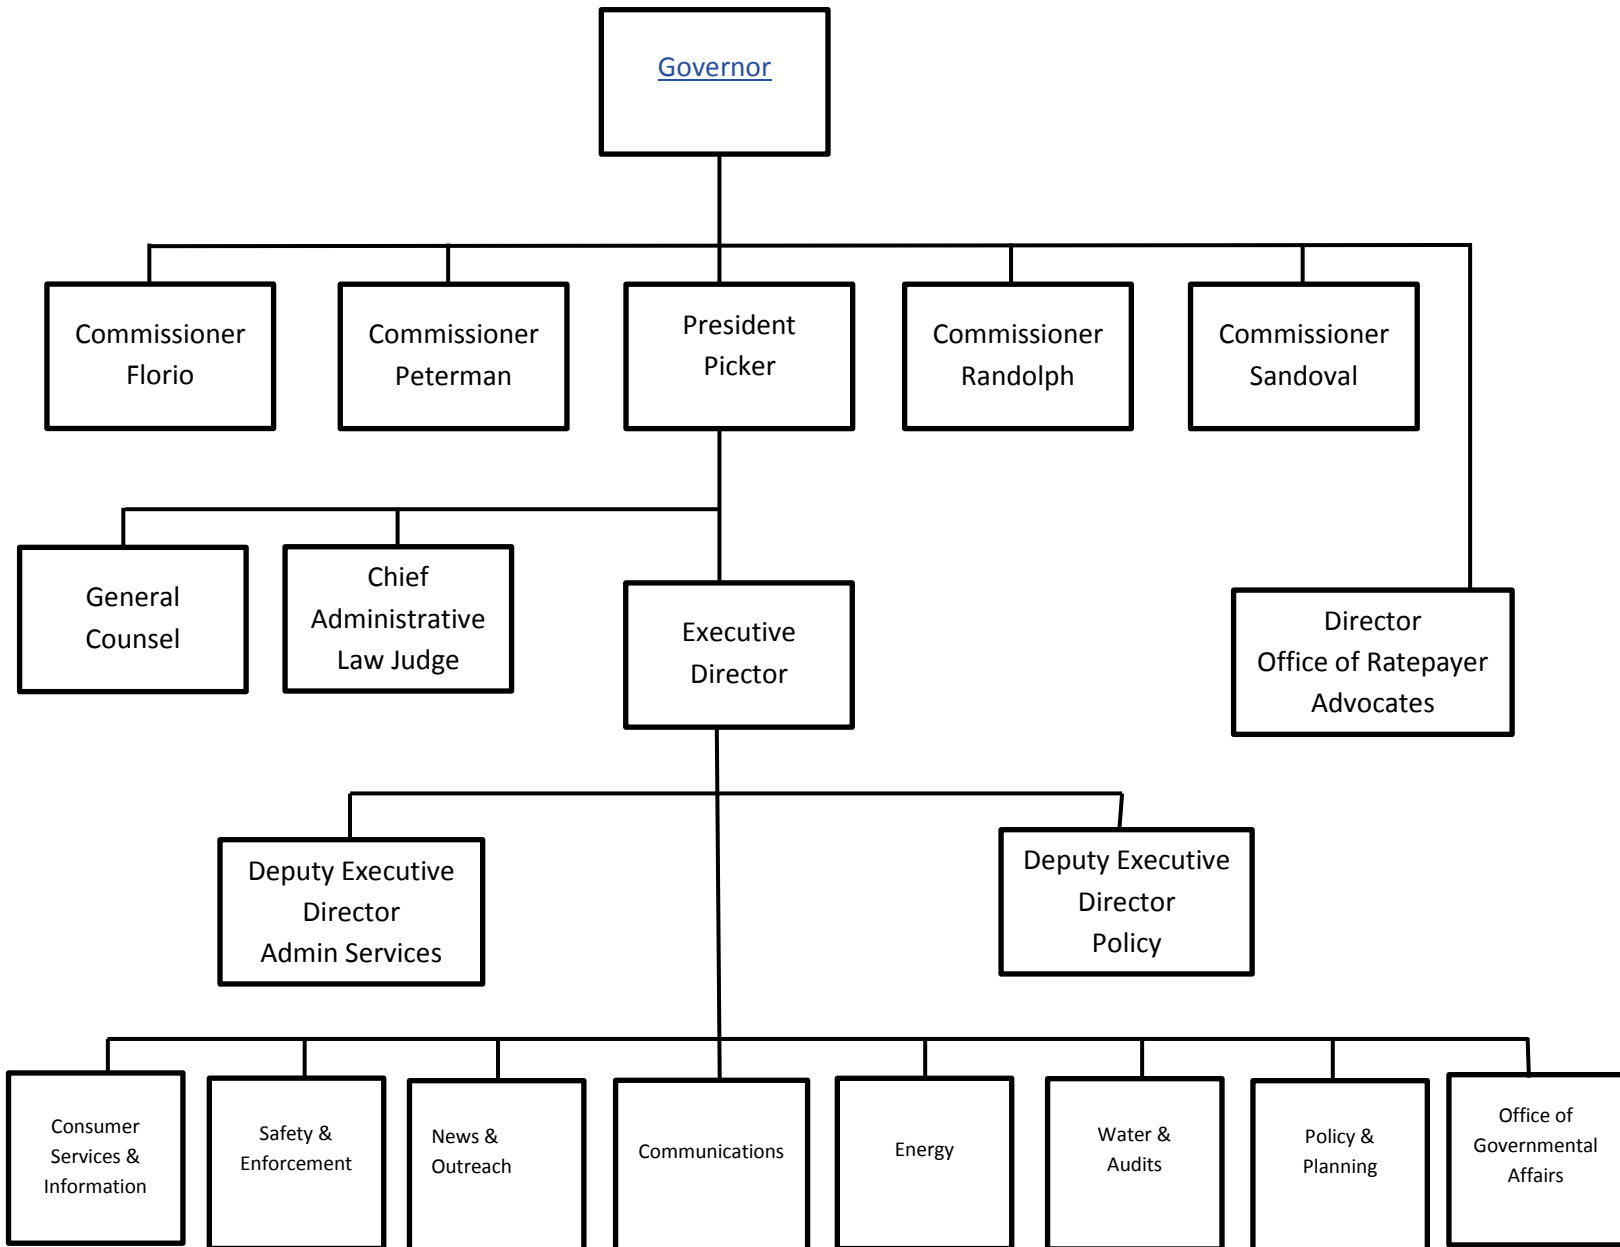 Governor
Commissioner
Florio
Commissioner
Peterman
President
Picker
Commissioner
Randolph
Commissioner
Sandoval
General
Counsel
Chief
Administrative
Law Judge
Executive
Director
Director
Office of Ratepayer
Advocates
Deputy Executive
Director
Admin Services
Deputy Executive
Director
Policy
Consumer
Services &
Information
Safety &
Enforcement
News &
Outreach
Communications
Energy
Water &
Audits
Policy &
Planning
Office of
Governmental
Affairs